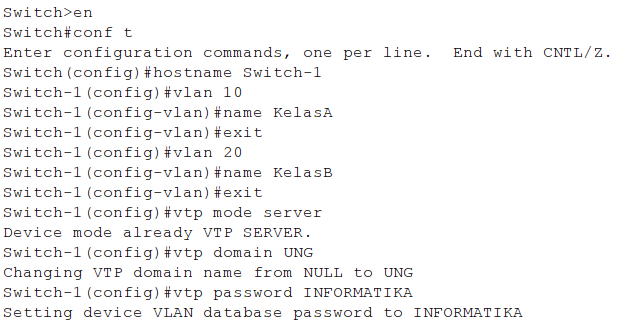 Switch>en
Switch#conf t
Enter configuration commands, one per line.  End with CNTL/Z.
Switch(config)#hostname Switch-1
Switch-1(config)#vlan 10
Switch-1(config-vlan)#name KelasA
Switch-1(config-vlan)#exit
Switch-1(config)#vlan 20
Switch-1(config-vlan)#name KelasB
Switch-1(config-vlan)#exit
Switch-1(config)#vtp mode server
Device mode already VTP SERVER.
Switch-1(config)#vtp domain UNG
Changing VTP domain name from NULL to UNG
Switch-1(config)#vtp password INFORMATIKA
Setting device VLAN database password to INFORMATIKA